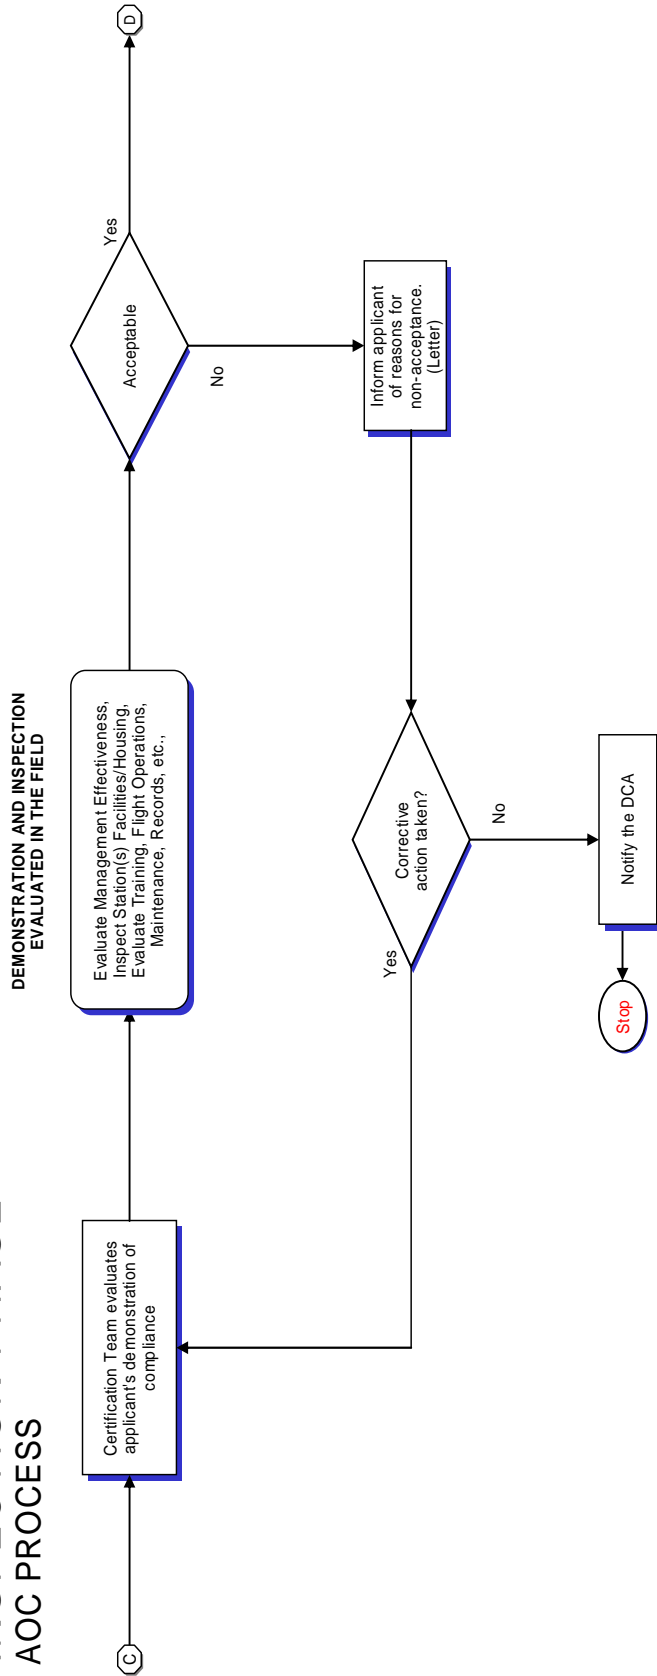 AOC PROCESS
DEMONSTRATION AND INSPECTION
EVALUATED IN THE FIELD
C
Certification Team evaluates
applicant's demonstration of
compliance
Evaluate Management Effectiveness,
Inspect Station(s) Facilities/Housing,
Evaluate Training, Flight Operations,
Maintenance, Records, etc.,
Acceptable
Yes
D
No
Inform applicant
of reasons for
non-acceptance.
(Letter)
Corrective
action taken?
Yes
No
Notify the DCA
Stop